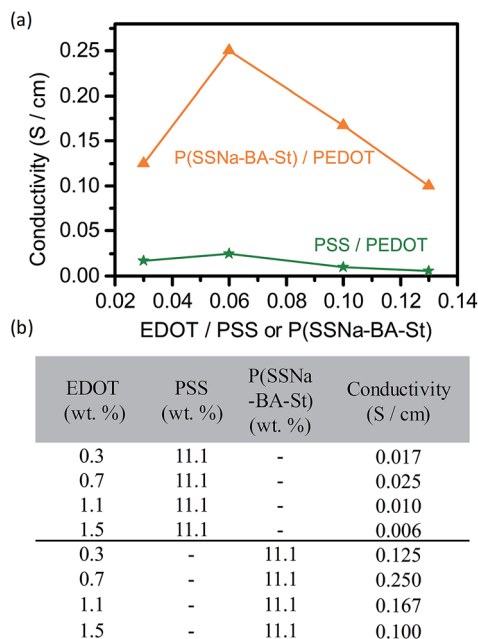 (a)
0.25
0.20
0.15
0.10
0.05
0.00
Conductivity (S / cm)
P(SSNa-BA-St) / PEDOT
PSS / PEDOT
0.02 0.04 0.06 0.08 0.10 0.12 0.14
EDOT / PSS or P(SSNa-BA-St)
(b)
EDOT (wt. %) PSS (wt. %) P(SSNa -BA-St) (wt. %) Conductivity (S / cm)
0.3 11.1 - 0.017
0.7 11.1 - 0.025
1.1 11.1 - 0.010
1.5 11.1 - 0.006
0.3 - 11.1 0.125
0.7 - 11.1 0.250
1.1 - 11.1 0.167
1.5 - 11.1 0.100